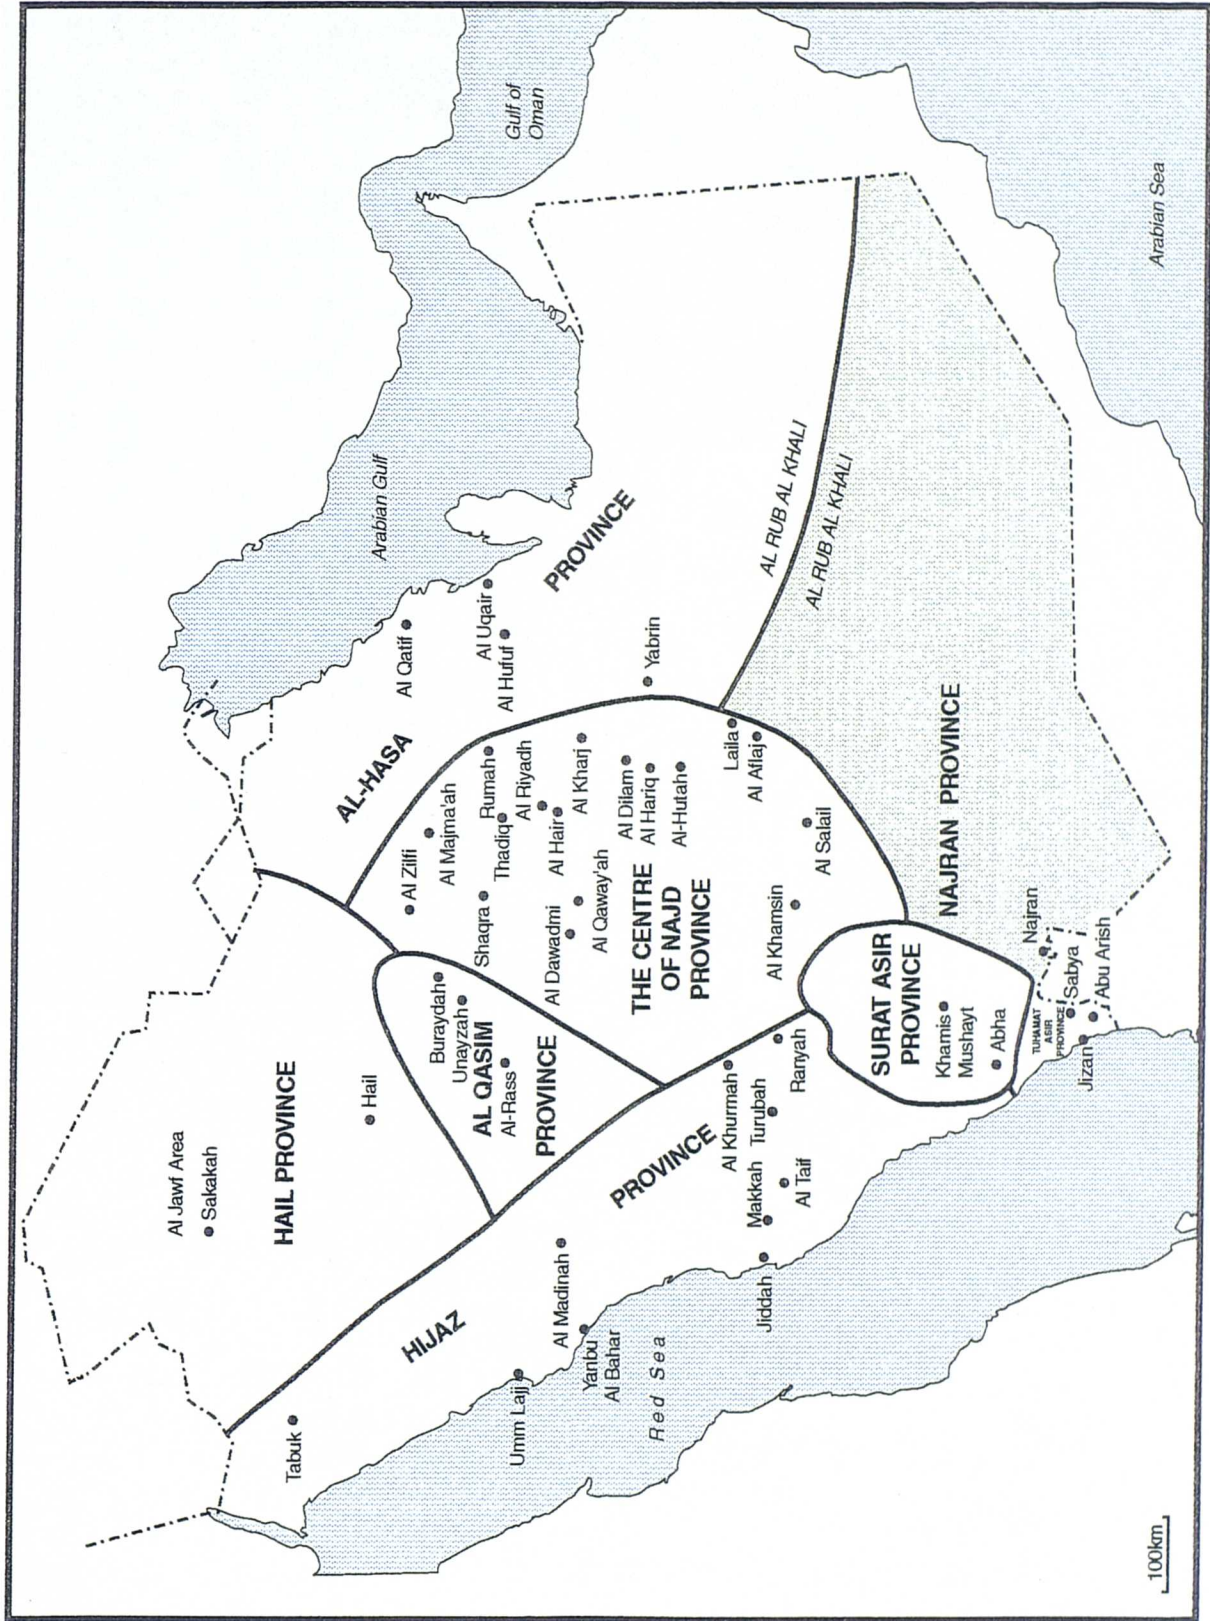 Gulf of
Oman
Arabian Sea
Arabian Gulf
AL RUB AL KHALI
AL RUB AL KHALI
AL-HASA
PROVINCE
Al Qatif
Al Uqair
Al Hufuf
Yabrin
Al Zilfi
Al Majma'ah
Rumah
Shaqra
Thadiq
Al Riyadh
Al Hair
Al Kharj
Al Dawadmi
Al Qaway'ah
Al Dilam
Al Hariq
Al-Hutah
THE CENTRE
OF NAJD
PROVINCE
Laila
Al Aflaj
Al Salail
Al Khamsin
NAJRAN PROVINCE
Najran
Sabya
Abu Arish
TUHAMAT
ASIR
PROVINCE
Jizan
SURAT ASIR
PROVINCE
Khamis
Mushayt
Abha
Buraydah
Unayzah
AL QASIM
Al-Rass
PROVINCE
Al Jawf Area
Sakakah
HAIL PROVINCE
Hail
HIJAZ
PROVINCE
Al Khurmah
Turubah
Ranyah
Makkah
Al Taif
Jiddah
Al Madinah
Yanbu
Al Bahar
Umm Lajj
Tabuk
Red Sea
100km